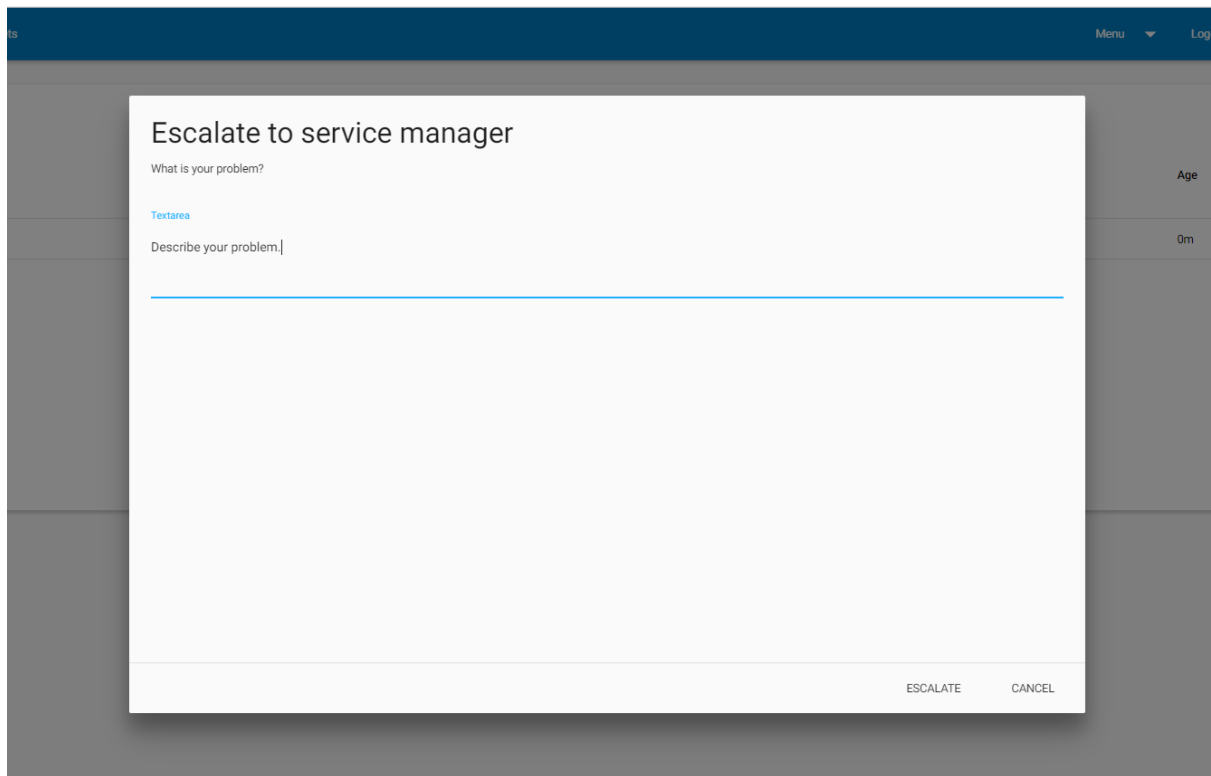 ts Menu Log
Escalate to service manager
What is your problem?
Age
Textarea
0m
Describe your problem.
ESCALATE CANCEL